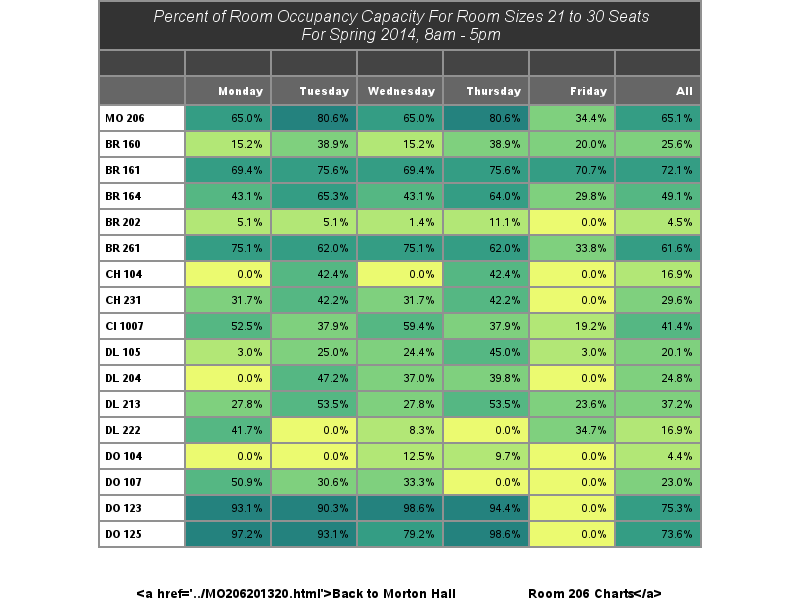 Percent of Room Occupancy Capacity For Room Sizes 21 to 30 Seats
For Spring 2014, 8am - 5pm
Monday Tuesday Wednesday Thursday Friday All
MO 206 65.0% 80.6% 65.0% 80.6% 34.4% 65.1%
BR 160 15.2% 38.9% 15.2% 38.9% 20.0% 25.6%
BR 161 69.4% 75.6% 69.4% 75.6% 70.7% 72.1%
BR 164 43.1% 65.3% 43.1% 64.0% 29.8% 49.1%
BR 202 5.1% 5.1% 1.4% 11.1% 0.0% 4.5%
BR 261 75.1% 62.0% 75.1% 62.0% 33.8% 61.6%
CH 104 0.0% 42.4% 0.0% 42.4% 0.0% 16.9%
CH 231 31.7% 42.2% 31.7% 42.2% 0.0% 29.6%
CI 1007 52.5% 37.9% 59.4% 37.9% 19.2% 41.4%
DL 105 3.0% 25.0% 24.4% 45.0% 3.0% 20.1%
DL 204 0.0% 47.2% 37.0% 39.8% 0.0% 24.8%
DL 213 27.8% 53.5% 27.8% 53.5% 23.6% 37.2%
DL 222 41.7% 0.0% 8.3% 0.0% 34.7% 16.9%
DO 104 0.0% 0.0% 12.5% 9.7% 0.0% 4.4%
DO 107 50.9% 30.6% 33.3% 0.0% 0.0% 23.0%
DO 123 93.1% 90.3% 98.6% 94.4% 0.0% 75.3%
DO 125 97.2% 93.1% 79.2% 98.6% 0.0% 73.6%
<a href='../MO206201320.html'>Back to Morton Hall Room 206 Charts</a>